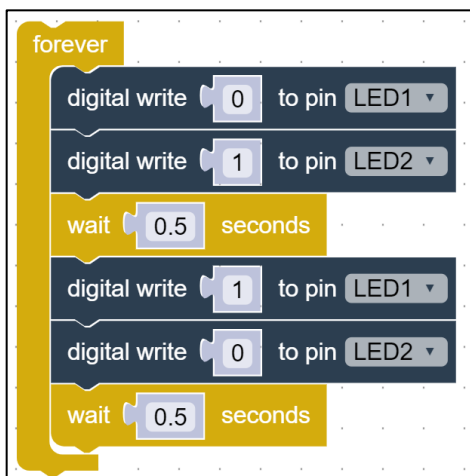 forever
digital write 0 to pin LED1
digital write 1 to pin LED2
wait 0.5 seconds
digital write 1 to pin LED1
digital write 0 to pin LED2
wait 0.5 seconds